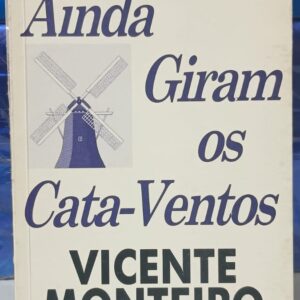 Ainda
Giram
os
Cata-Ventos
VICENTE
MONTEIRO